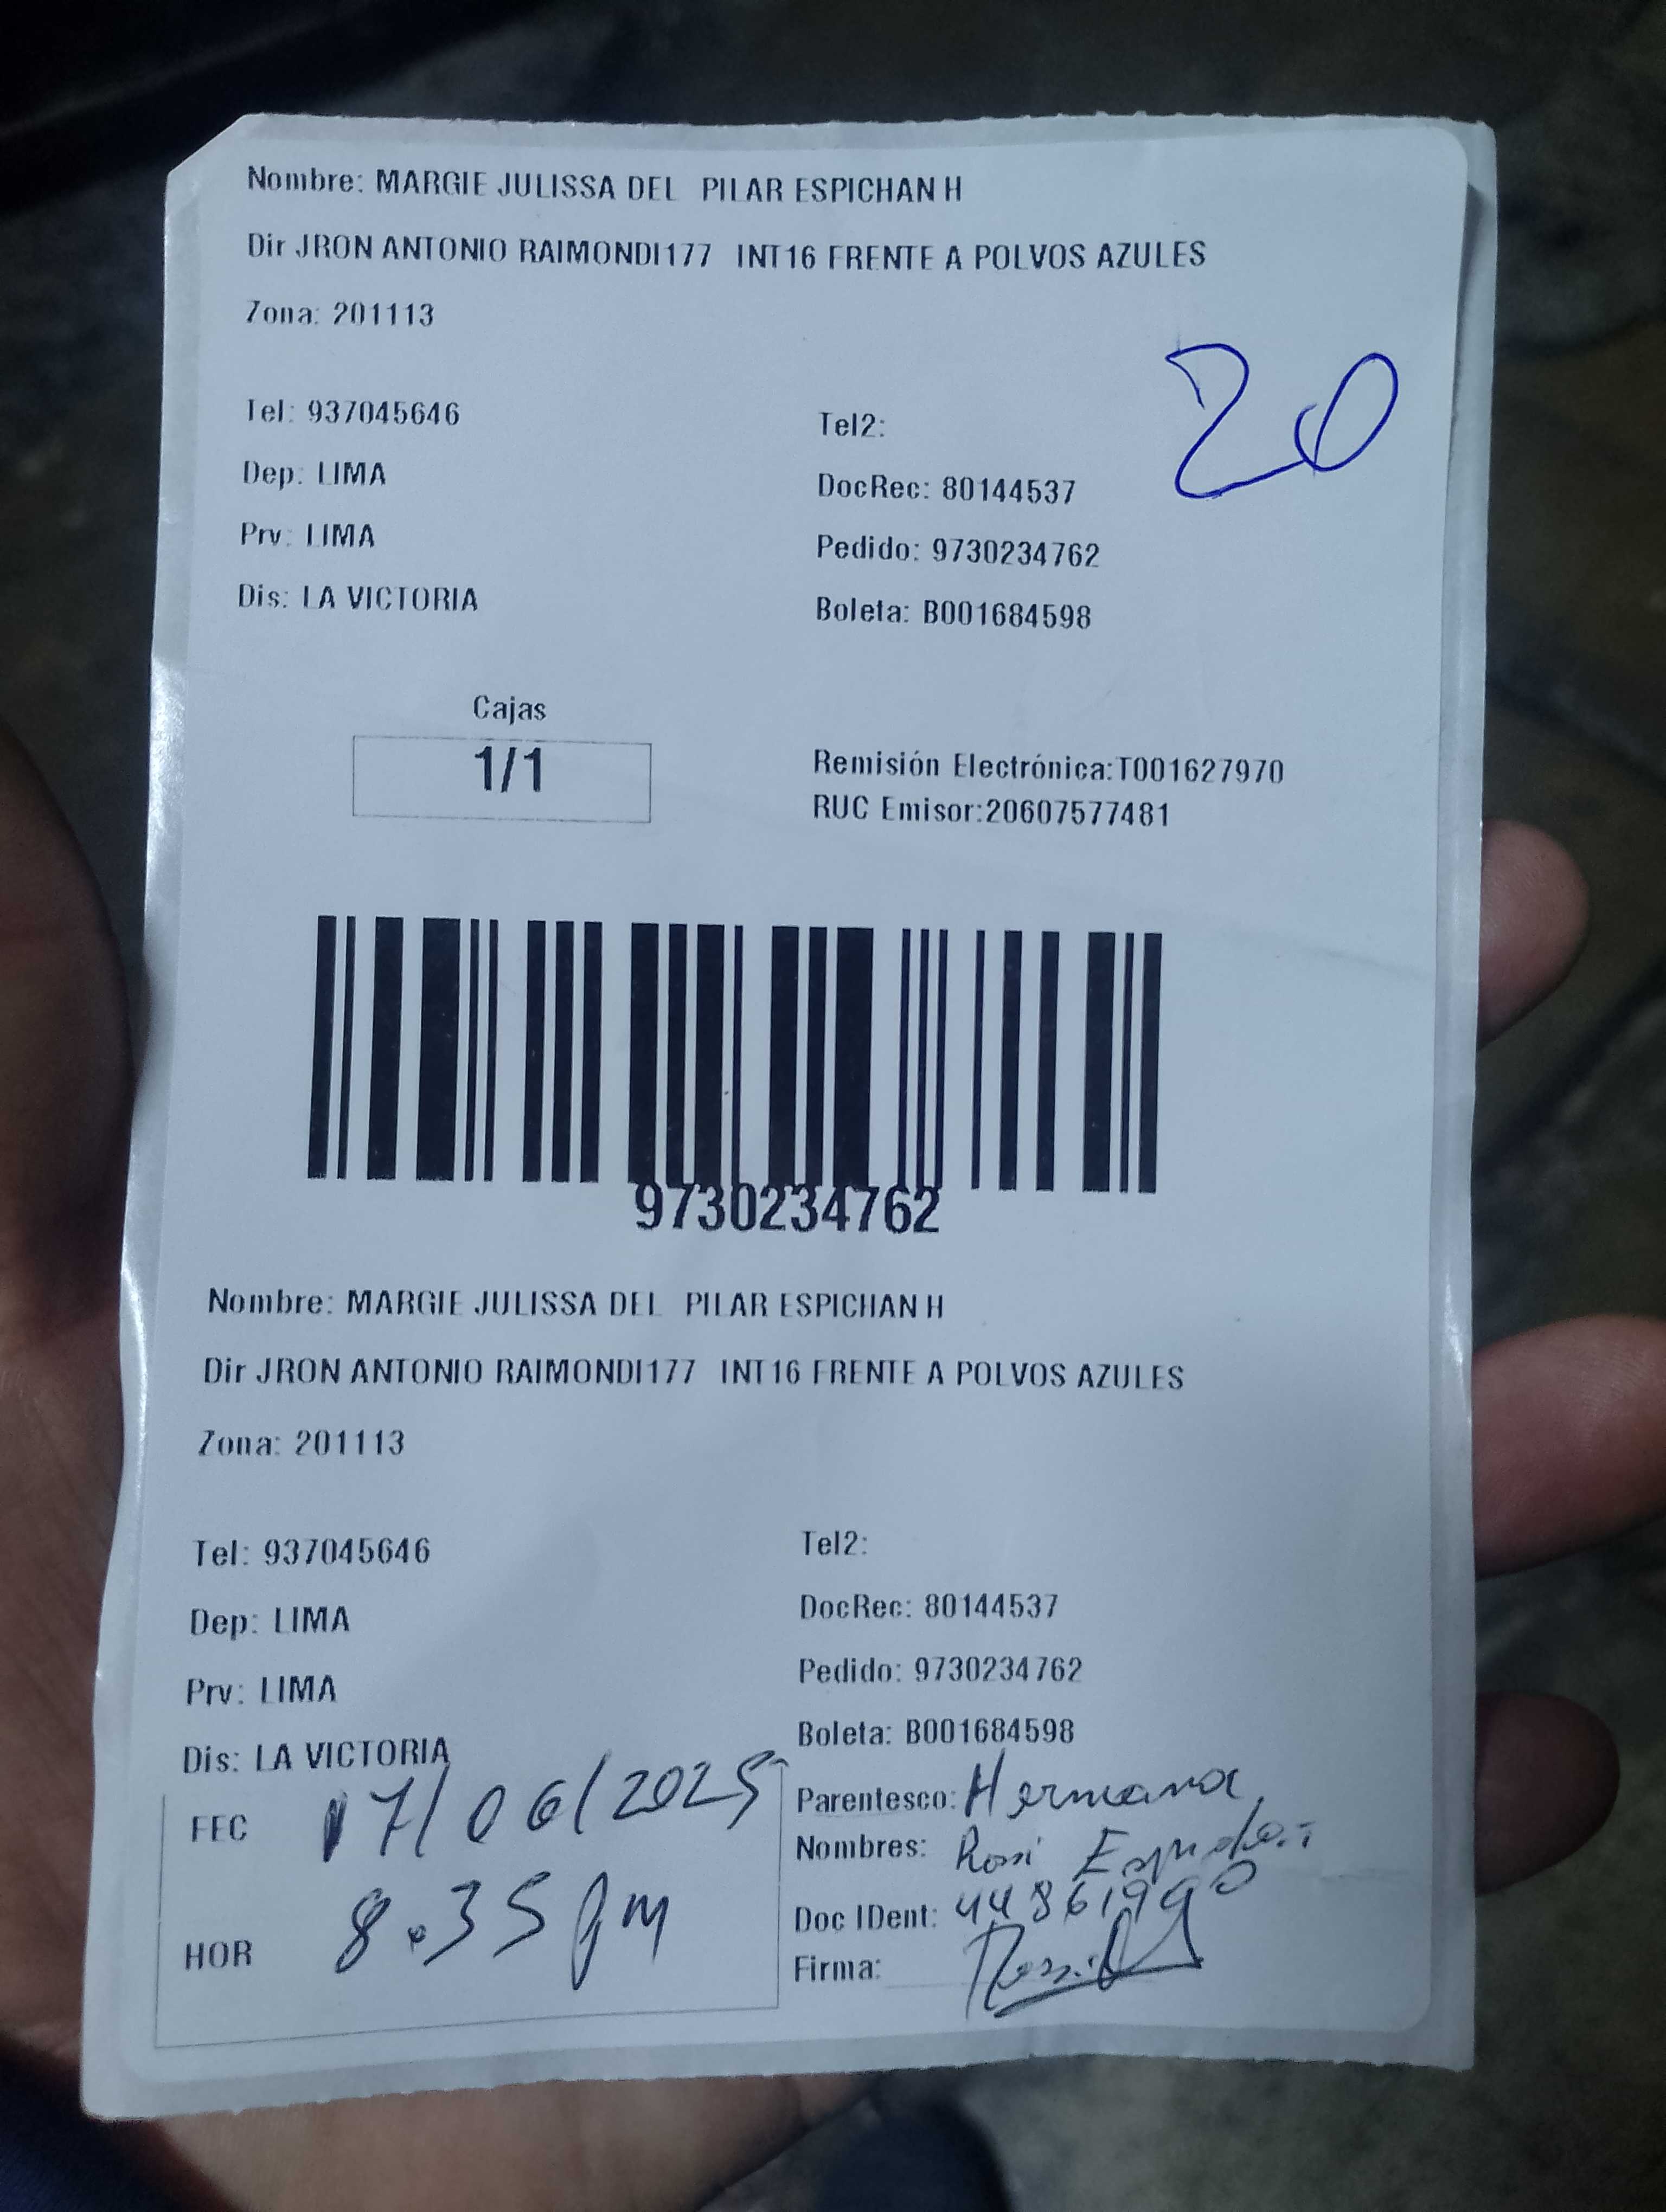 Nombre: MARGIE JULISSA DEL PILAR ESPICHAN H
Dir JRON ANTONIO RAIMONDI177 INT16 FRENTE A POLVOS AZULES
Zona: 201113
20
Tel: 937045646
Tel2:
Dep: LIMA
DocRec: 80144537
Prv: LIMA
Pedido: 9730234762
Dis: LA VICTORIA
Boleta: B001684598
Cajas
1/1
Remisión Electrónica:T001627970
RUC Emisor:20607577481
9730234762
Nombre: MARGIE JULISSA DEL PILAR ESPICHAN H
Dir JRON ANTONIO RAIMONDI177 INT16 FRENTE A POLVOS AZULES
Zona: 201113
Tel: 937045646
Tel2:
Dep: LIMA
DocRec: 80144537
Prv: LIMA
Pedido: 9730234762
Dis: LA VICTORIA
Boleta: B001684598
FEC 17/06/2025
Parentesco: Hermana
Nombres: Rosi
HOR 8.35 pm
Doc IDent: 44861990
Firma: